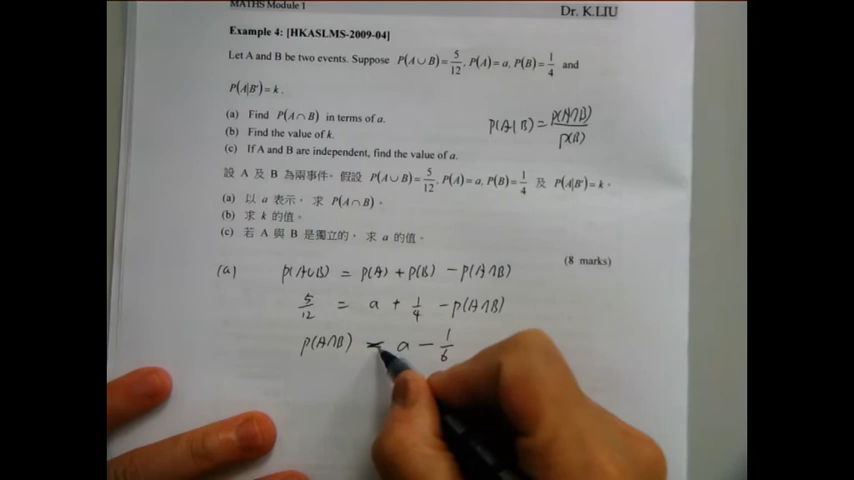 MATHS Module 1
Dr. K.LIU
Example 4: [HKASLMS-2009-04]
Let A and B be two events. Suppose P(A∪B)=5/12, P(A)=a, P(B)=1/4 and
P(A|B')=k.
(a) Find P(A∩B) in terms of a.
(b) Find the value of k.
(c) If A and B are independent, find the value of a.
P(A|B) = P(A∩B)/P(B)
設 A 及 B 為兩事件。假設 P(A∪B)=5/12, P(A)=a, P(B)=1/4 及 P(A|B')=k。
(a) 以 a 表示，求 P(A∩B)。
(b) 求 k 的值。
(c) 若 A 與 B 是獨立的，求 a 的值。
(8 marks)
(a) P(A∪B) = P(A) + P(B) - P(A∩B)
5/12 = a + 1/4 - P(A∩B)
P(A∩B) = a - 1/6